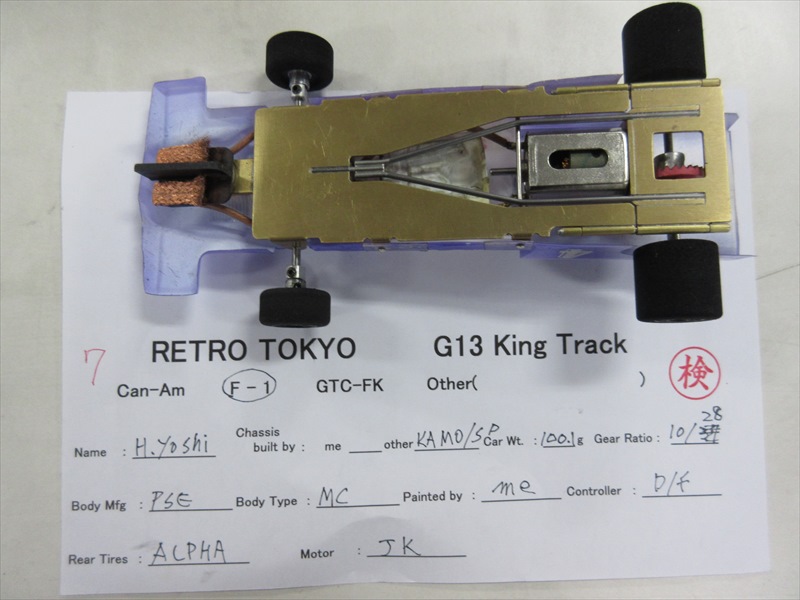 7 RETRO TOKYO G13 King Track
Can-Am F-1 GTC-FK Other( ) 検
Name : H.Yoshi Chassis built by : me ___ other KAMO/SP Car Wt. : 100.1g Gear Ratio : 10/28
Body Mfg : PSE Body Type : MC Painted by : me Controller : D/F
Rear Tires : ALPHA Motor : JK